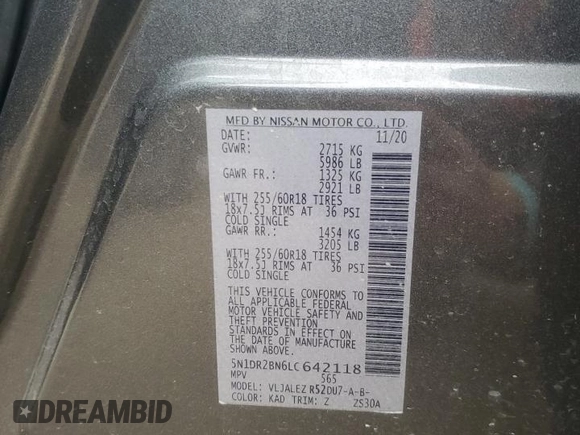 MFD BY NISSAN MOTOR CO., LTD.
DATE: 11/20
GVWR: 2715 KG
5986 LB
GAWR FR.: 1325 KG
2921 LB
WITH 255/60R18 TIRES
18x7.5J RIMS AT 36 PSI
COLD SINGLE
GAWR RR.: 1454 KG
3205 LB
WITH 255/60R18 TIRES
18x7.5J RIMS AT 36 PSI
COLD SINGLE
THIS VEHICLE CONFORMS TO
ALL APPLICABLE FEDERAL
MOTOR VEHICLE SAFETY AND
THEFT PREVENTION
STANDARDS IN EFFECT ON
THE DATE OF MANUFACTURE
SHOWN ABOVE.
5N1DR2BN6LC642118
MPV 565
MODEL: VLJALEZ R52OU7-A-B-
COLOR: KAD TRIM: Z ZS30A
DREAMBID